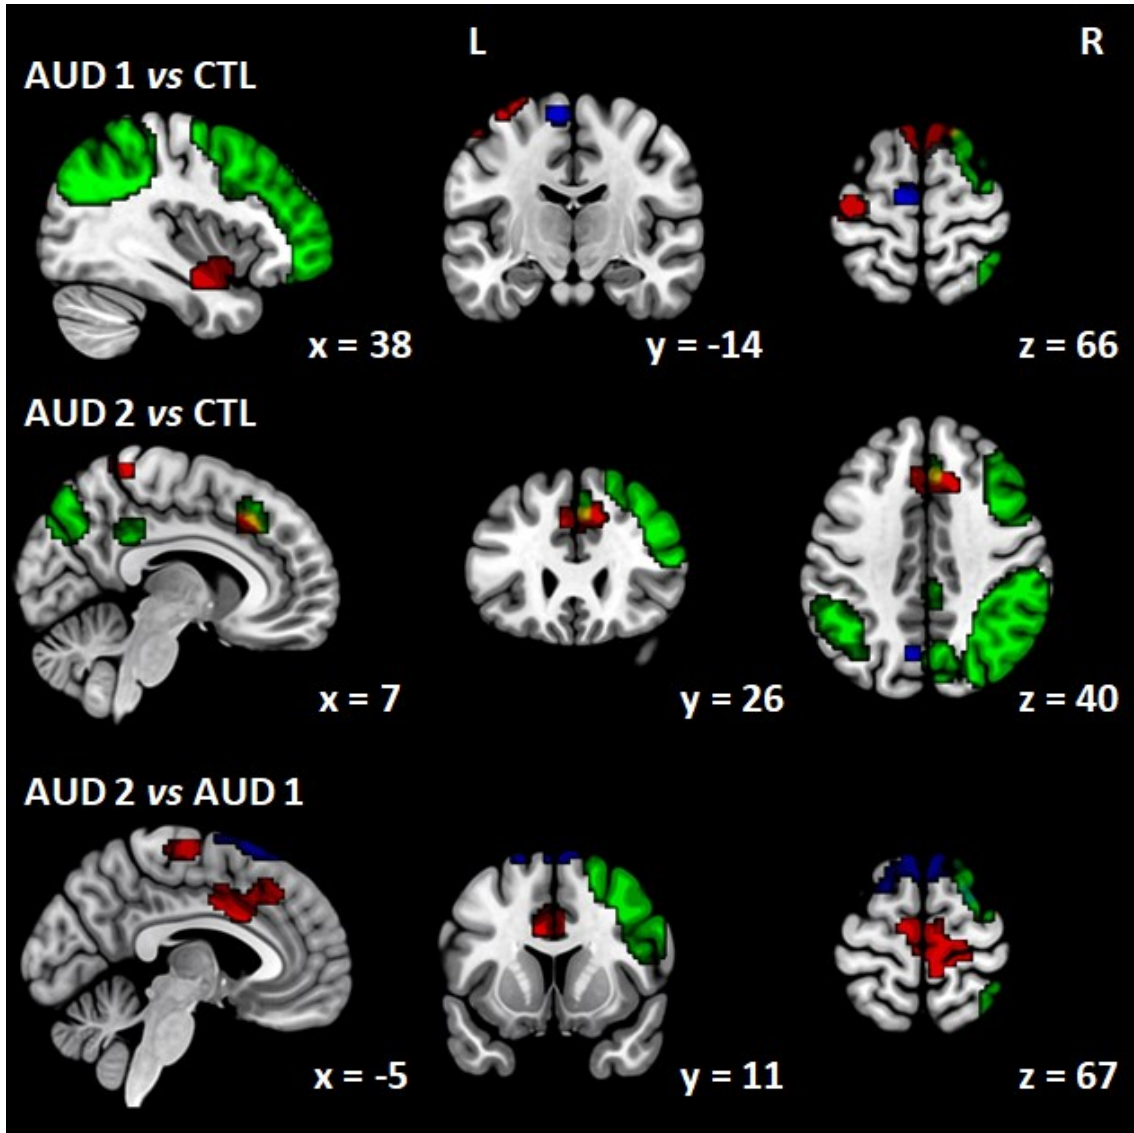 L R
AUD 1 vs CTL
x = 38 y = -14 z = 66
AUD 2 vs CTL
x = 7 y = 26 z = 40
AUD 2 vs AUD 1
x = -5 y = 11 z = 67